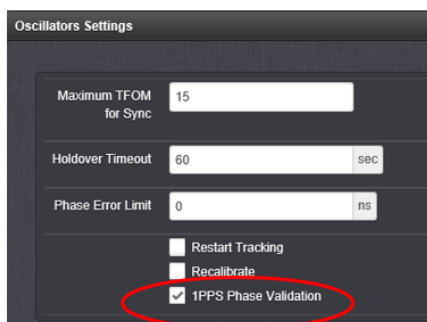 Oscillators Settings
Maximum TFOM 15
for Sync
Holdover Timeout 60 sec
Phase Error Limit 0 ns
Restart Tracking
Recalibrate
1PPS Phase Validation